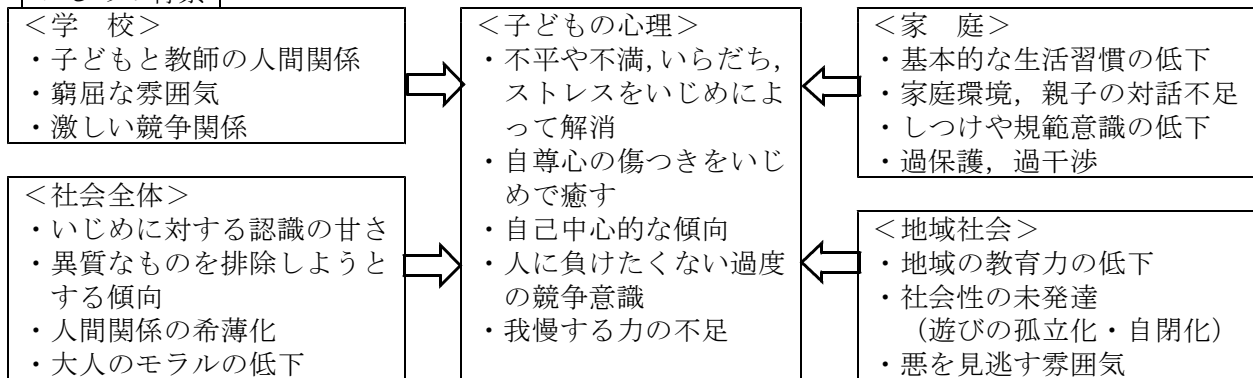 ＜学　校＞
・子どもと教師の人間関係
・窮屈な雰囲気
・激しい競争関係
＜社会全体＞
・いじめに対する認識の甘さ
・異質なものを排除しようと
する傾向
・人間関係の希薄化
・大人のモラルの低下
＜子どもの心理＞
・不平や不満，いらだち，
ストレスをいじめによ
って解消
・自尊心の傷つきをいじ
めで癒す
・自己中心的な傾向
・人に負けたくない過度
の競争意識
・我慢する力の不足
＜家　庭＞
・基本的な生活習慣の低下
・家庭環境，親子の対話不足
・しつけや規範意識の低下
・過保護，過干渉
＜地域社会＞
・地域の教育力の低下
・社会性の未発達
（遊びの孤立化・自閉化）
・悪を見逃す雰囲気